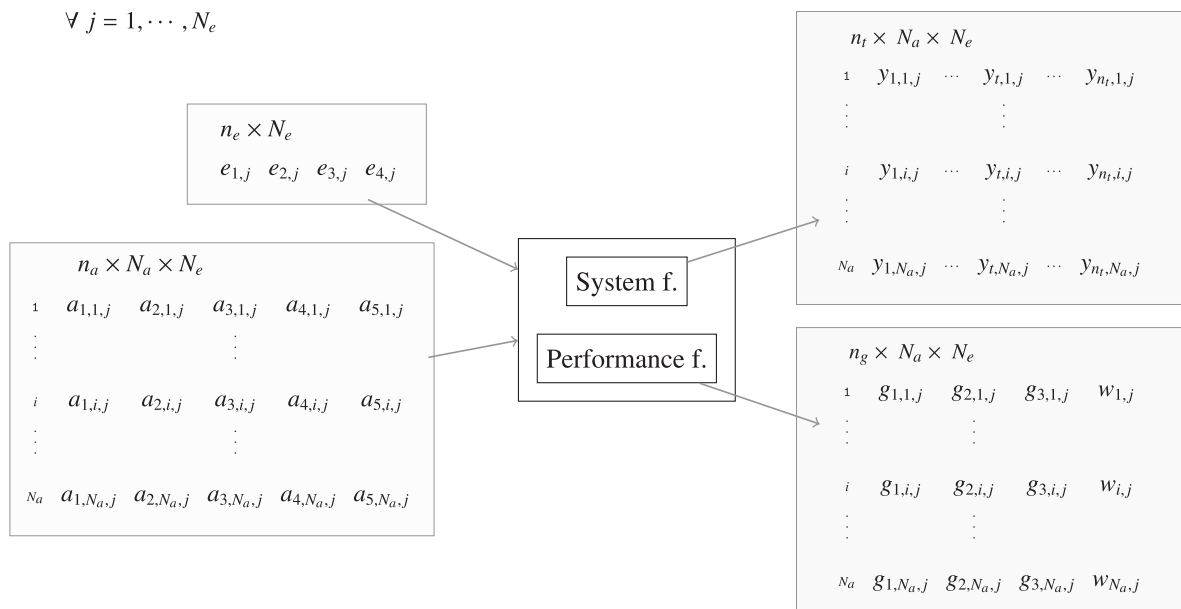 ∀ j = 1, ⋯ , N_e
n_e × N_e
e_{1,j} e_{2,j} e_{3,j} e_{4,j}
n_a × N_a × N_e
1 a_{1,1,j} a_{2,1,j} a_{3,1,j} a_{4,1,j} a_{5,1,j}
⋮ ⋮
i a_{1,i,j} a_{2,i,j} a_{3,i,j} a_{4,i,j} a_{5,i,j}
⋮ ⋮
N_a a_{1,N_a,j} a_{2,N_a,j} a_{3,N_a,j} a_{4,N_a,j} a_{5,N_a,j}
System f.
Performance f.
n_t × N_a × N_e
1 y_{1,1,j} ⋯ y_{t,1,j} ⋯ y_{n_t,1,j}
⋮ ⋮
i y_{1,i,j} ⋯ y_{t,i,j} ⋯ y_{n_t,i,j}
⋮ ⋮
N_a y_{1,N_a,j} ⋯ y_{t,N_a,j} ⋯ y_{n_t,N_a,j}
n_g × N_a × N_e
1 g_{1,1,j} g_{2,1,j} g_{3,1,j} w_{1,j}
⋮ ⋮
i g_{1,i,j} g_{2,i,j} g_{3,i,j} w_{i,j}
⋮ ⋮
N_a g_{1,N_a,j} g_{2,N_a,j} g_{3,N_a,j} w_{N_a,j}